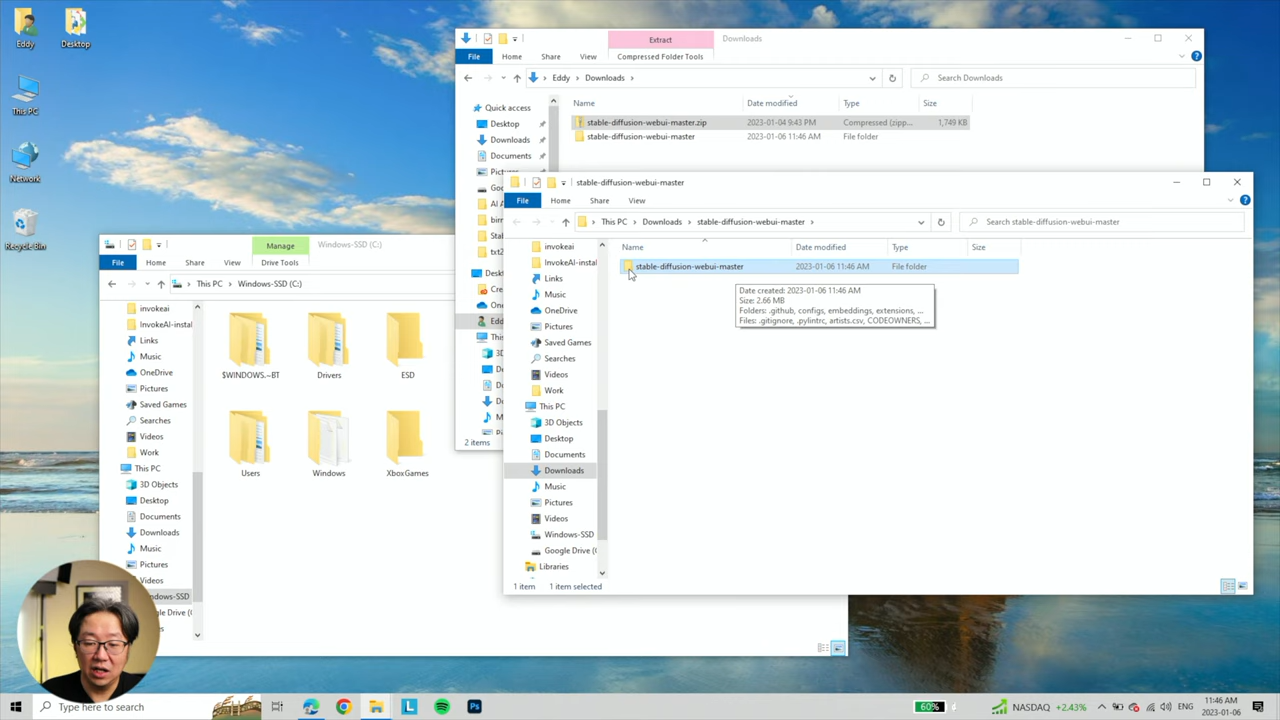 Eddy
Desktop
This PC
Network
Recycle Bin
Extract
Downloads
File
Home
Share
View
Compressed Folder Tools
Eddy
Downloads
Search Downloads
Name
Date modified
Type
Size
Quick access
Desktop
Downloads
Documents
stable-diffusion-webui-master.zip
2023-01-04 9:43 PM
Compressed (zipp...
1,749 KB
stable-diffusion-webui-master
2023-01-06 11:46 AM
File folder
2 items
stable-diffusion-webui-master
File
Home
Share
View
This PC
Downloads
stable-diffusion-webui-master
Search stable-diffusion-webui-master
Name
Date modified
Type
Size
stable-diffusion-webui-master
2023-01-06 11:46 AM
File folder
Date created: 2023-01-06 11:46 AM
Size: 2.66 MB
Folders: .github, configs, embeddings, extensions, ...
Files: .gitignore, .pylintrc, artists.csv, CODEOWNERS, ...
invokeai
InvokeAI-instal
Links
Music
OneDrive
Pictures
Saved Games
Searches
Videos
Work
This PC
3D Objects
Desktop
Documents
Downloads
Music
Pictures
Videos
Windows-SSD
Google Drive (
Libraries
1 item
1 item selected
Manage
Windows-SSD (C:)
File
Home
Share
View
Drive Tools
This PC
Windows-SSD (C:)
invokeai
InvokeAI-instal
Links
Music
OneDrive
Pictures
Saved Games
Searches
Videos
Work
This PC
3D Objects
Desktop
Documents
Downloads
Music
Pictures
Videos
$WINDOWS.~BT
Drivers
ESD
Users
Windows
XboxGames
Type here to search
60%
NASDAQ
+2.43%
ENG
11:46 AM
2023-01-06